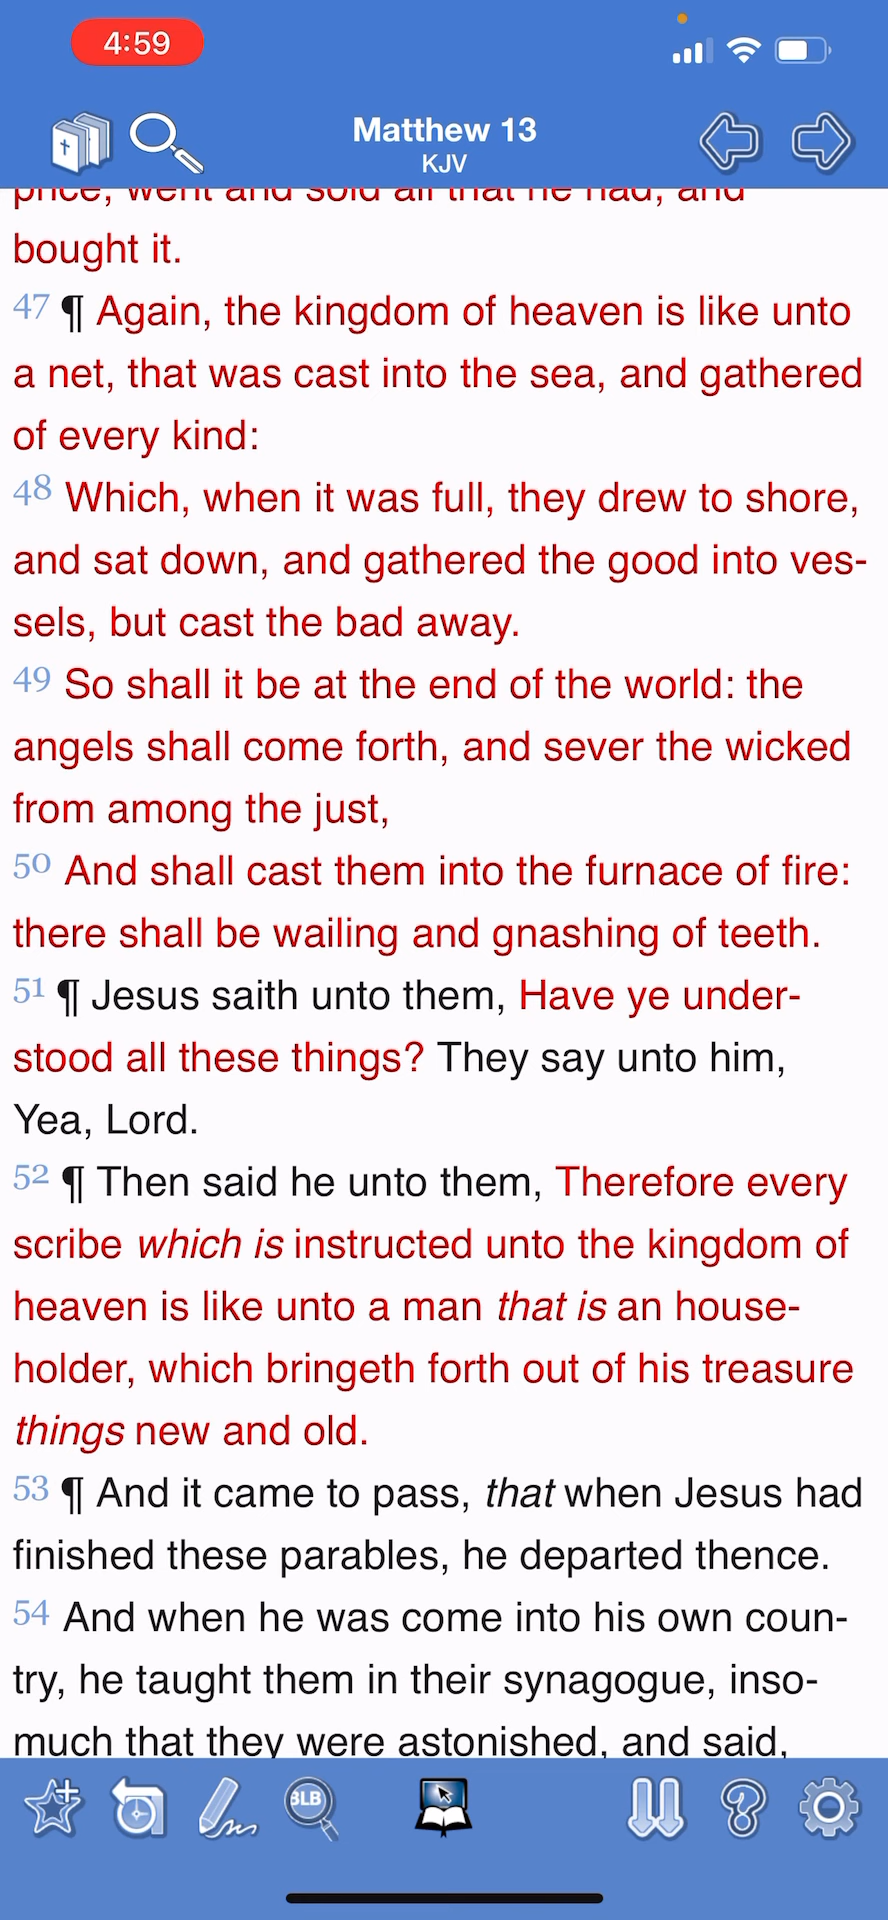 4:59
Matthew 13
KJV
price, went and sold all that he had, and
bought it.
47 ¶ Again, the kingdom of heaven is like unto
a net, that was cast into the sea, and gathered
of every kind:
48 Which, when it was full, they drew to shore,
and sat down, and gathered the good into ves-
sels, but cast the bad away.
49 So shall it be at the end of the world: the
angels shall come forth, and sever the wicked
from among the just,
50 And shall cast them into the furnace of fire:
there shall be wailing and gnashing of teeth.
51 ¶ Jesus saith unto them, Have ye under-
stood all these things? They say unto him,
Yea, Lord.
52 ¶ Then said he unto them, Therefore every
scribe which is instructed unto the kingdom of
heaven is like unto a man that is an house-
holder, which bringeth forth out of his treasure
things new and old.
53 ¶ And it came to pass, that when Jesus had
finished these parables, he departed thence.
54 And when he was come into his own coun-
try, he taught them in their synagogue, inso-
much that they were astonished, and said,
BLB